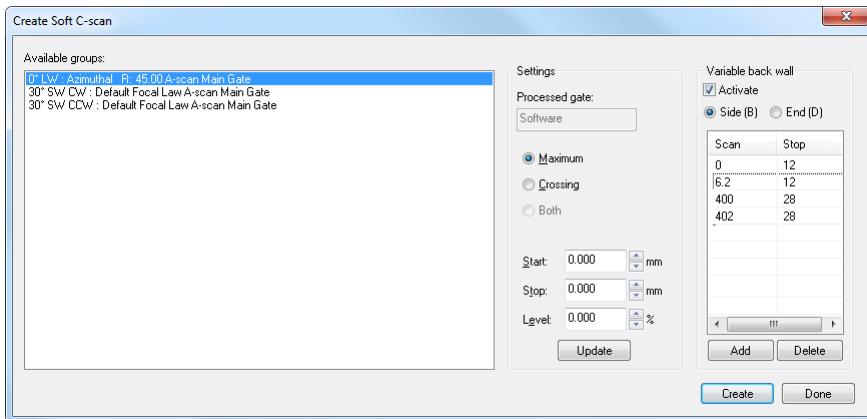 Create Soft C-scan
Available groups:
0° LW : Azimuthal R: 45.00 A-scan Main Gate
30° SW CW : Default Focal Law A-scan Main Gate
30° SW CCW : Default Focal Law A-scan Main Gate
Settings
Processed gate:
Software
Maximum
Crossing
Both
Start: 0.000 mm
Stop: 0.000 mm
Level: 0.000 %
Update
Variable back wall
Activate
Side (B) End (D)
Scan Stop
0 12
6.2 12
400 28
402 28
Add Delete
Create Done